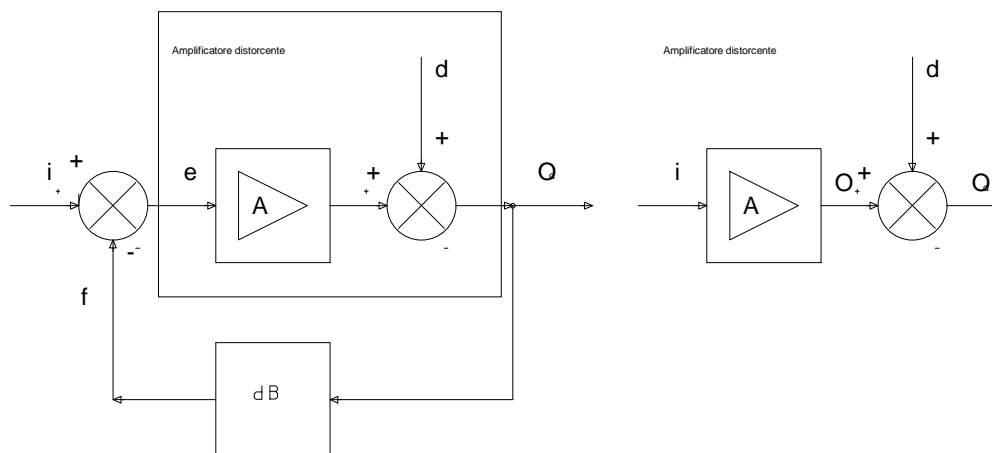 Amplificatore distorcente
Amplificatore distorcente
d
d
+
+
i
+
e
+
O
i
O
+
O
A
A
-
f
dB